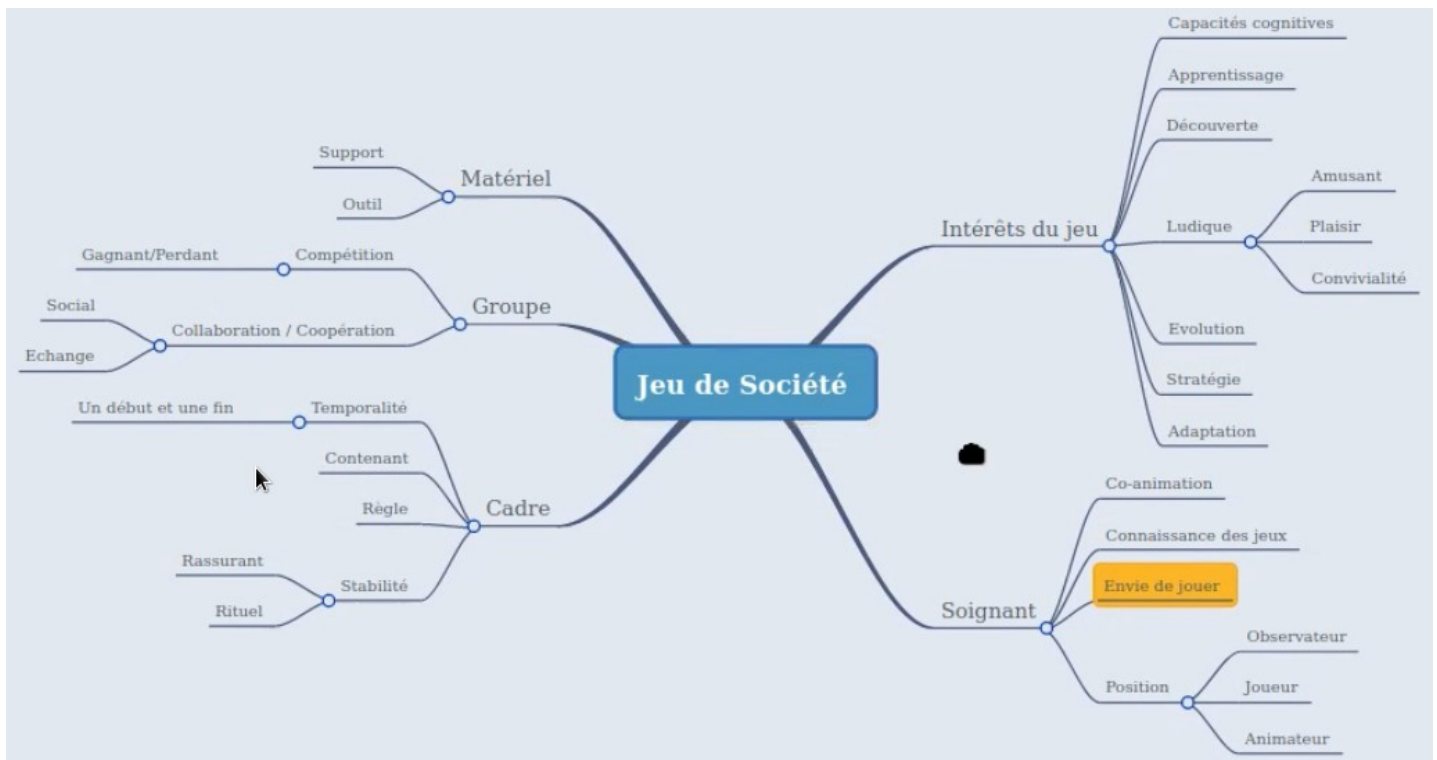 Jeu de Société
Matériel
Support
Outil
Groupe
Compétition
Gagnant/Perdant
Collaboration / Coopération
Social
Echange
Cadre
Temporalité
Un début et une fin
Contenant
Règle
Stabilité
Rassurant
Rituel
Intérêts du jeu
Capacités cognitives
Apprentissage
Découverte
Ludique
Amusant
Plaisir
Convivialité
Evolution
Stratégie
Adaptation
Soignant
Co-animation
Connaissance des jeux
Envie de jouer
Position
Observateur
Joueur
Animateur